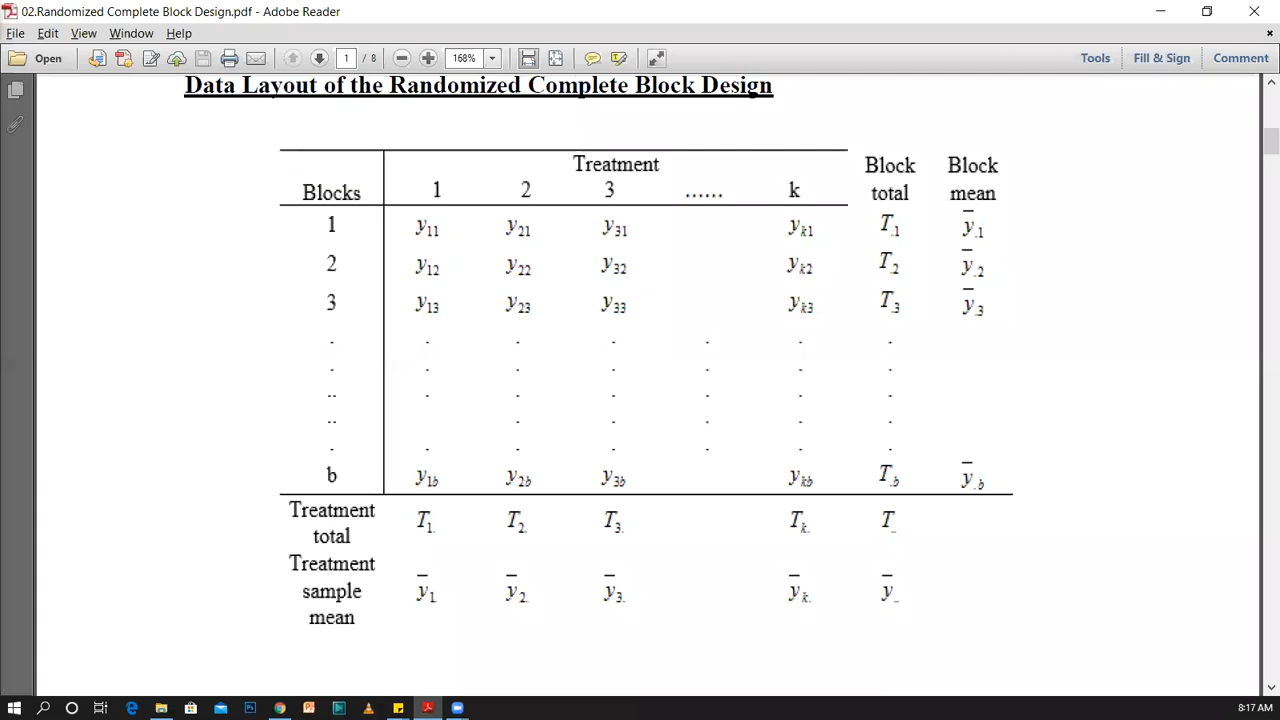 02.Randomized Complete Block Design.pdf - Adobe Reader
File Edit View Window Help
Open 1 / 8 168% Tools Fill & Sign Comment
Data Layout of the Randomized Complete Block Design
Treatment Block Block
Blocks 1 2 3 ...... k total mean
1 y11 y21 y31 yk1 T.1 ȳ.1
2 y12 y22 y32 yk2 T.2 ȳ.2
3 y13 y23 y33 yk3 T.3 ȳ.3
. . . . . . .
. . . . . . .
.. . . . . . .
.. . . . . .
. . . . . . .
b y1b y2b y3b ykb T.b ȳ.b
Treatment
total T1. T2. T3. Tk. T..
Treatment
sample ȳ1. ȳ2. ȳ3. ȳk. ȳ..
mean
8:17 AM